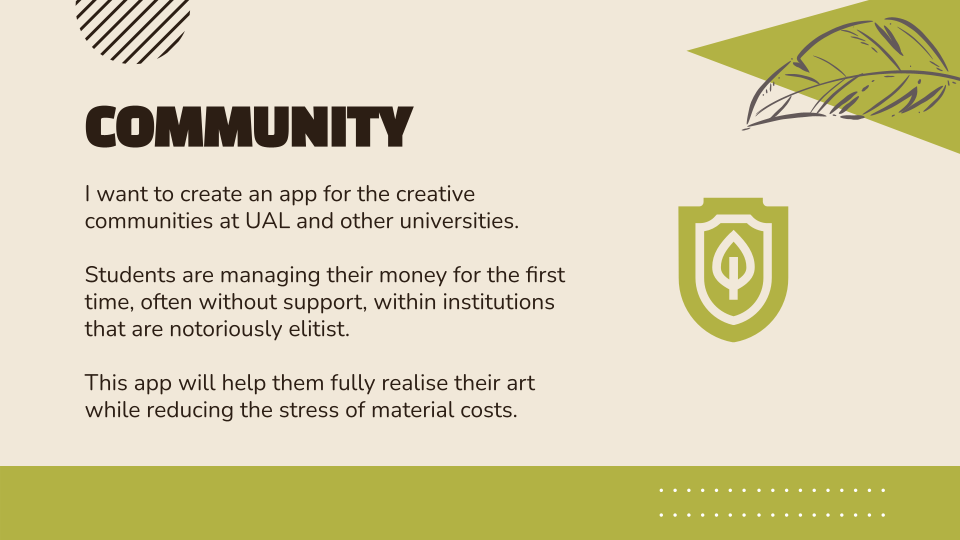 COMMUNITY
I want to create an app for the creative
communities at UAL and other universities.
Students are managing their money for the first
time, often without support, within institutions
that are notoriously elitist.
This app will help them fully realise their art
while reducing the stress of material costs.